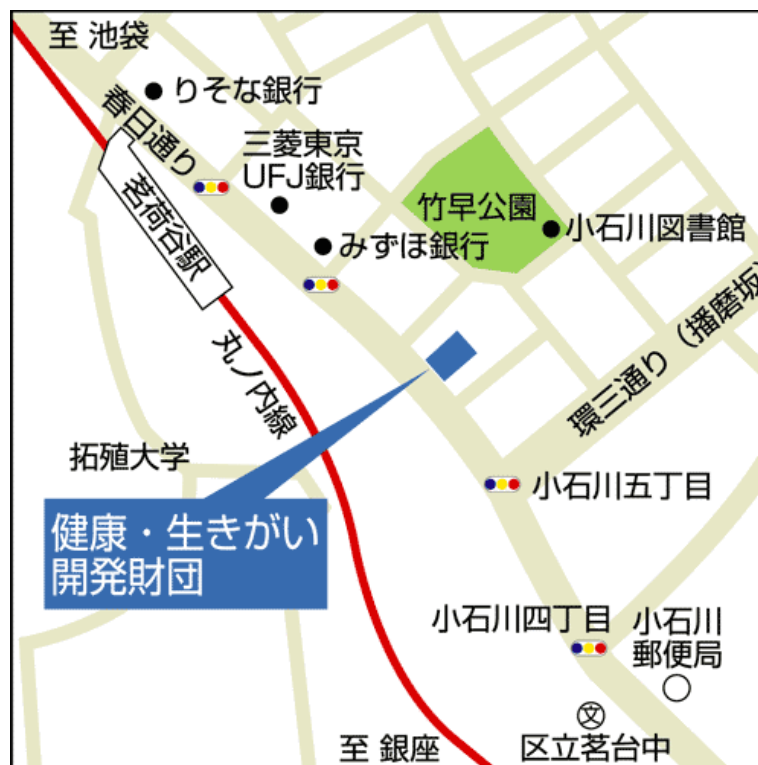 至 池袋
りそな銀行
春日通り
三菱東京
UFJ銀行
茗荷谷駅
竹早公園
小石川図書館
みずほ銀行
丸ノ内線
環三通り（播磨坂）
拓殖大学
小石川五丁目
健康・生きがい
開発財団
小石川四丁目
小石川
郵便局
文
至 銀座
区立茗台中